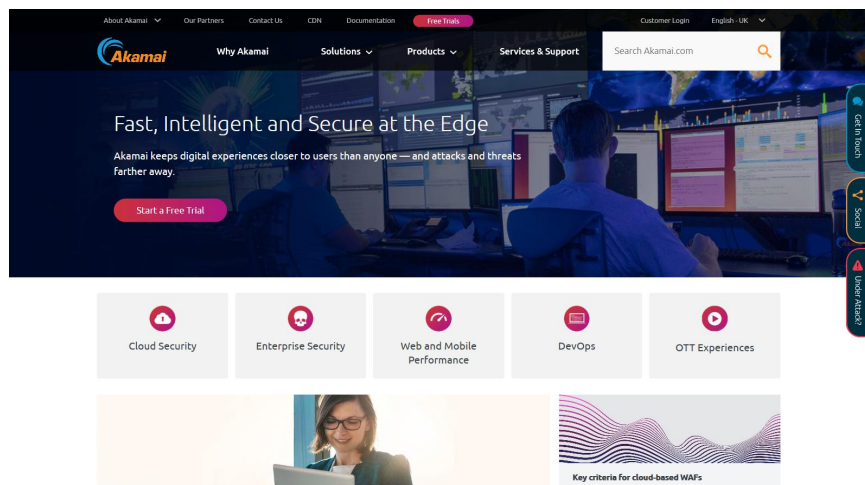 About Akamai
Our Partners
Contact Us
CDN
Documentation
Free Trials
Customer Login
English - UK
Akamai
Why Akamai
Solutions
Products
Services & Support
Search Akamai.com
Fast, Intelligent and Secure at the Edge
Akamai keeps digital experiences closer to users than anyone — and attacks and threats
farther away.
Start a Free Trial
Get In Touch
Social
Under Attack?
Cloud Security
Enterprise Security
Web and Mobile
Performance
DevOps
OTT Experiences
Key criteria for cloud-based WAFs